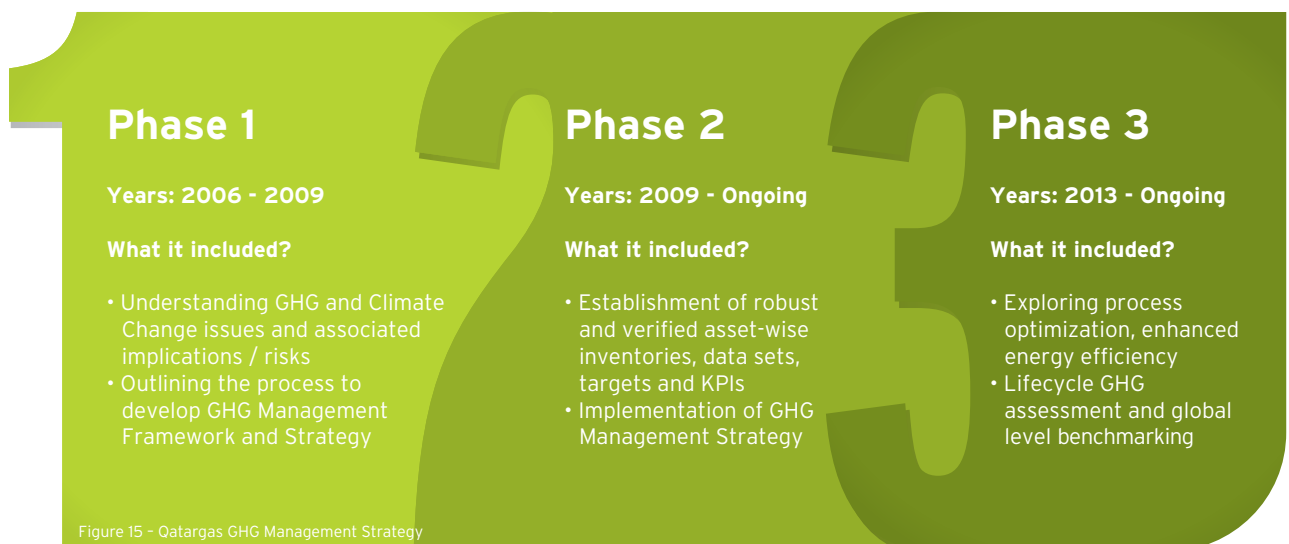 Phase 1
Years: 2006 - 2009
What it included?
• Understanding GHG and Climate
Change issues and associated
implications / risks
• Outlining the process to
develop GHG Management
Framework and Strategy
Phase 2
Years: 2009 - Ongoing
What it included?
• Establishment of robust
and verified asset-wise
inventories, data sets,
targets and KPIs
• Implementation of GHG
Management Strategy
Phase 3
Years: 2013 - Ongoing
What it included?
• Exploring process
optimization, enhanced
energy efficiency
• Lifecycle GHG
assessment and global
level benchmarking
Figure 15 – Qatargas GHG Management Strategy